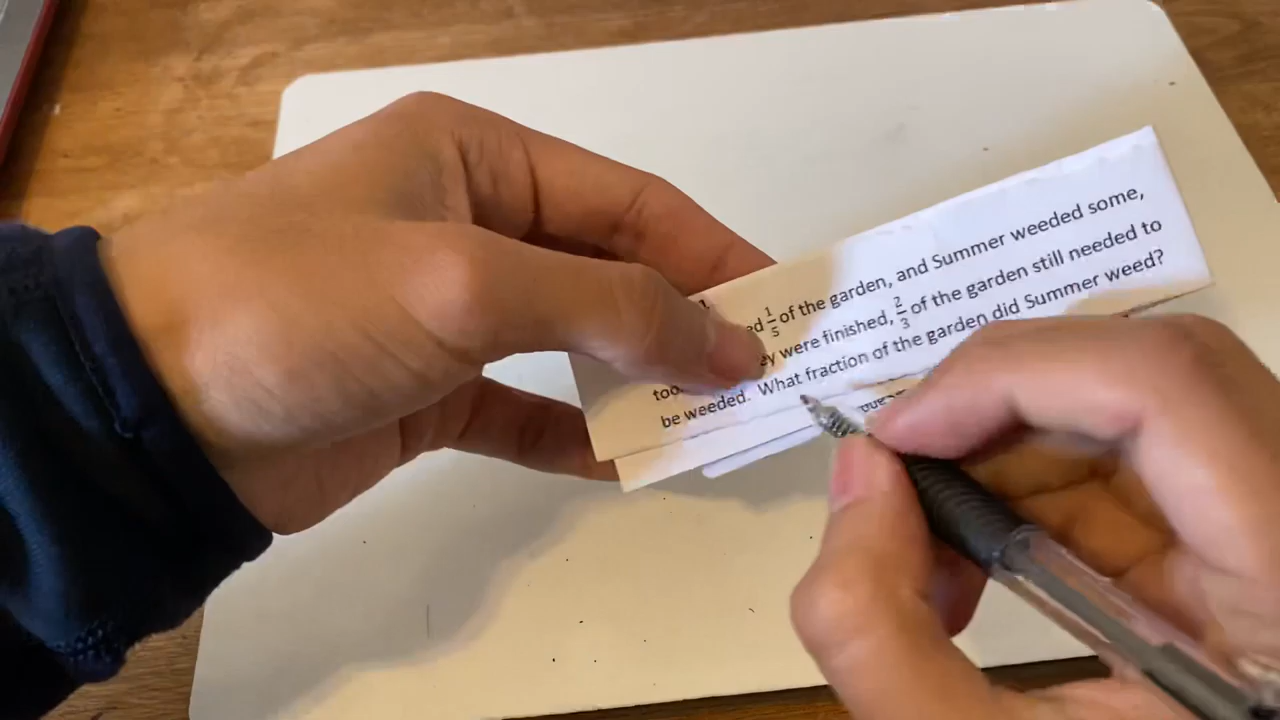 ed 1/5 of the garden, and Summer weeded some,
too. ey were finished, 2/3 of the garden still needed to
be weeded. What fraction of the garden did Summer weed?